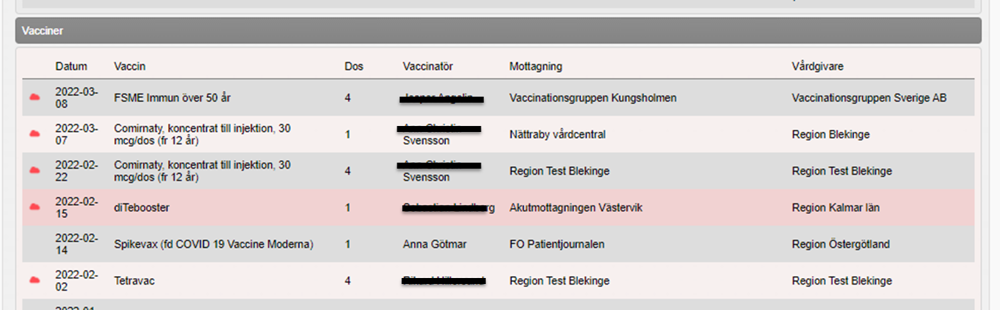 Vacciner
Datum Vaccin Dos Vaccinatör Mottagning Vårdgivare
2022-03-
08 FSME Immun över 50 år 4 Vaccinationsgruppen Kungsholmen Vaccinationsgruppen Sverige AB
2022-03-
07 Comirnaty, koncentrat till injektion, 30
mcg/dos (fr 12 år) 1 Svensson Nättraby vårdcentral Region Blekinge
2022-02-
22 Comirnaty, koncentrat till injektion, 30
mcg/dos (fr 12 år) 4 Svensson Region Test Blekinge Region Test Blekinge
2022-02-
15 diTebooster 1 Akutmottagningen Västervik Region Kalmar län
2022-02-
14 Spikevax (fd COVID 19 Vaccine Moderna) 1 Anna Götmar FO Patientjournalen Region Östergötland
2022-02-
02 Tetravac 4 Region Test Blekinge Region Test Blekinge